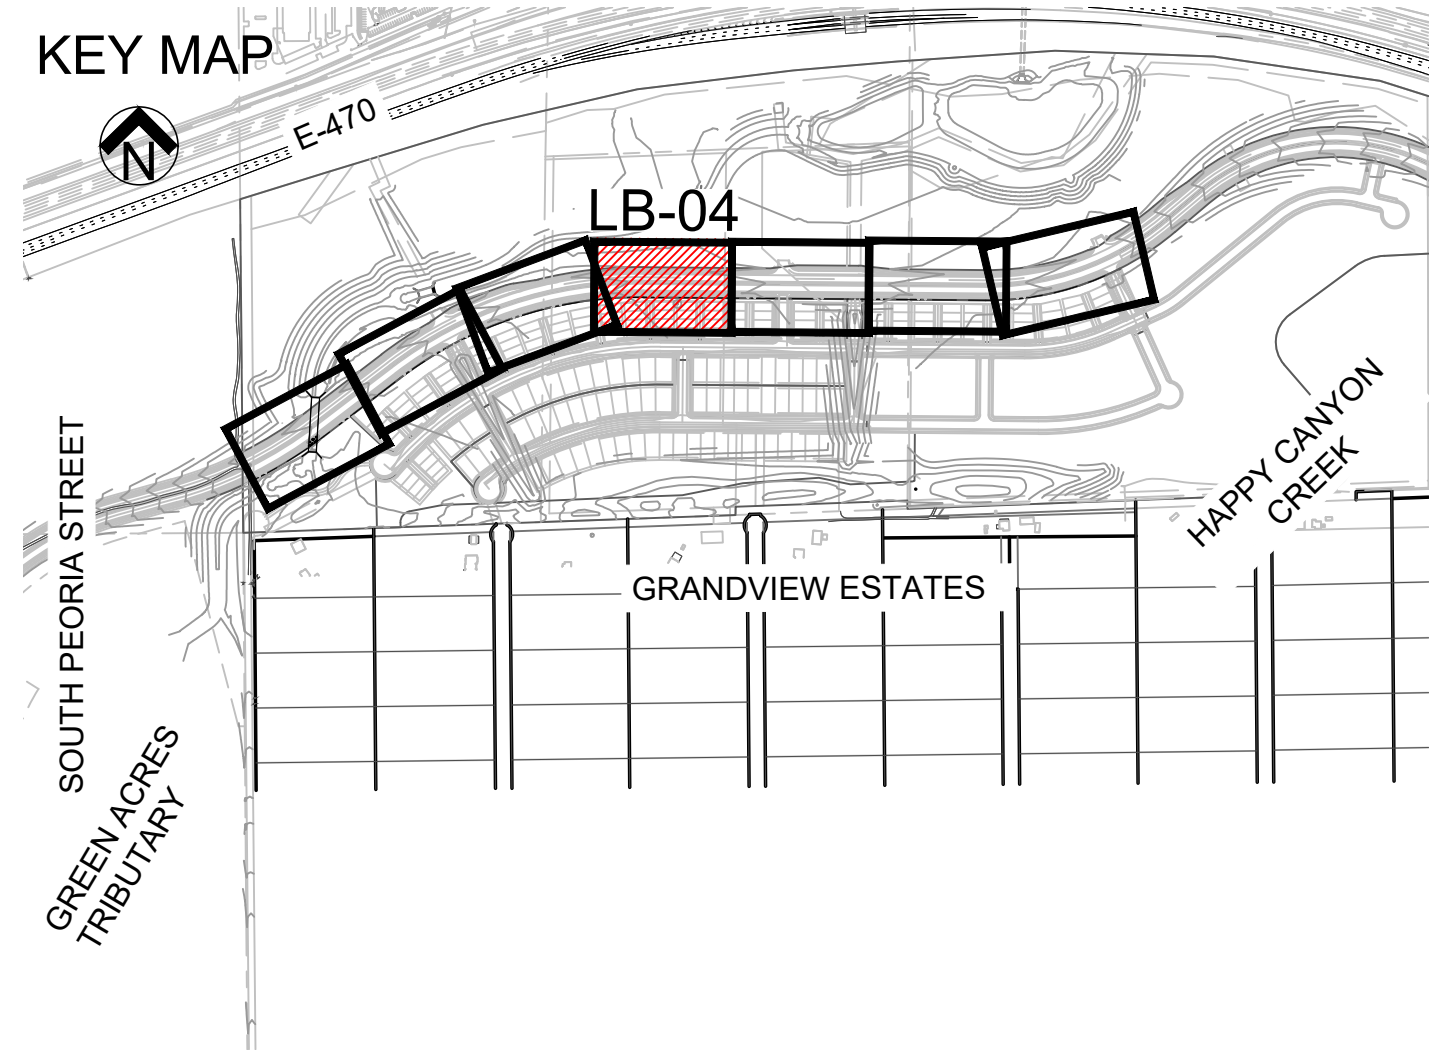 KEY MAP
N
E-470
LB-04
SOUTH PEORIA STREET
HAPPY CANYON
CREEK
GRANDVIEW ESTATES
GREEN ACRES
TRIBUTARY